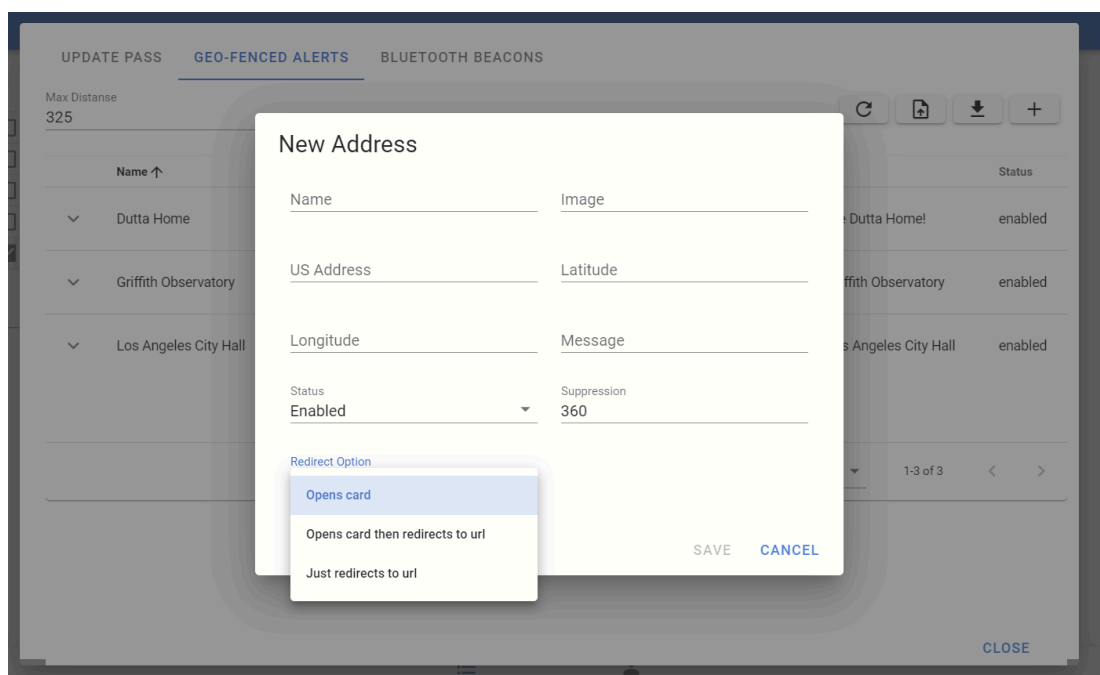 UPDATE PASS GEO-FENCED ALERTS BLUETOOTH BEACONS
Max Distanse
325
New Address
Name Status
Name Image
Dutta Home Dutta Home! enabled
US Address Latitude
Griffith Observatory ffith Observatory enabled
Longitude Message
Los Angeles City Hall s Angeles City Hall enabled
Status Suppression
Enabled 360
Redirect Option
1-3 of 3
Opens card
Opens card then redirects to url
SAVE CANCEL
Just redirects to url
CLOSE